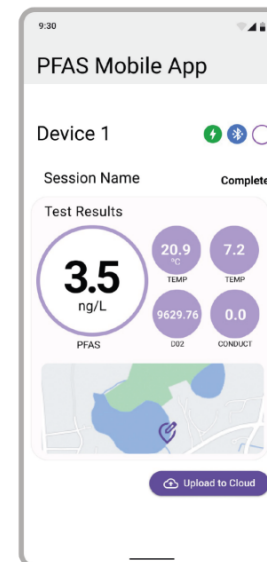 9:30
PFAS Mobile App
Device 1
Session Name Complete
Test Results
3.5
ng/L
PFAS
20.9
°C
TEMP
7.2
TEMP
9629.76
DO2
0.0
CONDUCT
Upload to Cloud